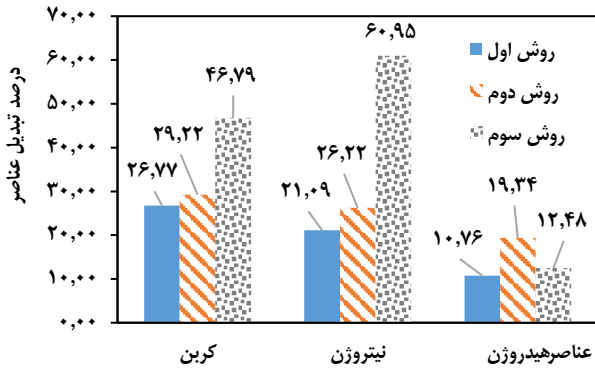 درصد تبدیل عناصر
۷۰,۰۰
۶۰,۰۰
۵۰,۰۰
۴۰,۰۰
۳۰,۰۰
۲۰,۰۰
۱۰,۰۰
۰,۰۰
روش اول
روش دوم
روش سوم
۲۶,۷۷
۲۹,۲۲
۴۶,۷۹
۲۱,۰۹
۲۶,۲۲
۶۰,۹۵
۱۰,۷۶
۱۹,۳۴
۱۲,۴۸
کربن
نیتروژن
عناصرهیدروژن